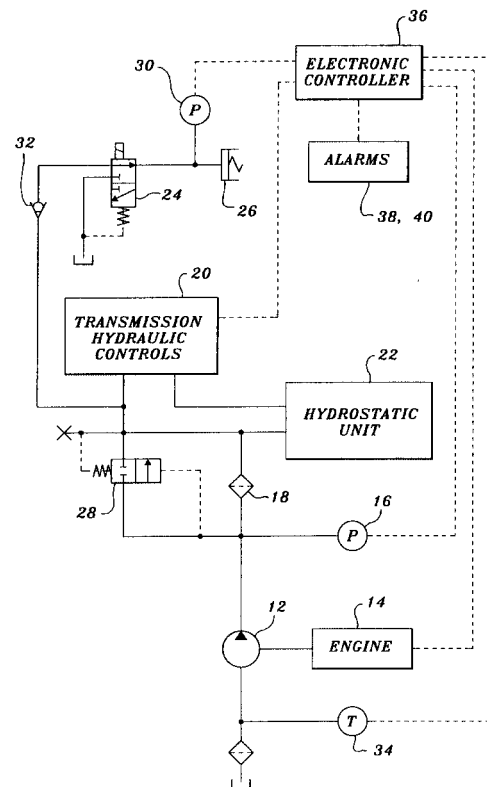 36
30
ELECTRONIC
CONTROLLER
P
32
ALARMS
24
26
38, 40
20
TRANSMISSION
HYDRAULIC
CONTROLS
22
HYDROSTATIC
UNIT
28
18
16
P
12
14
ENGINE
T
34